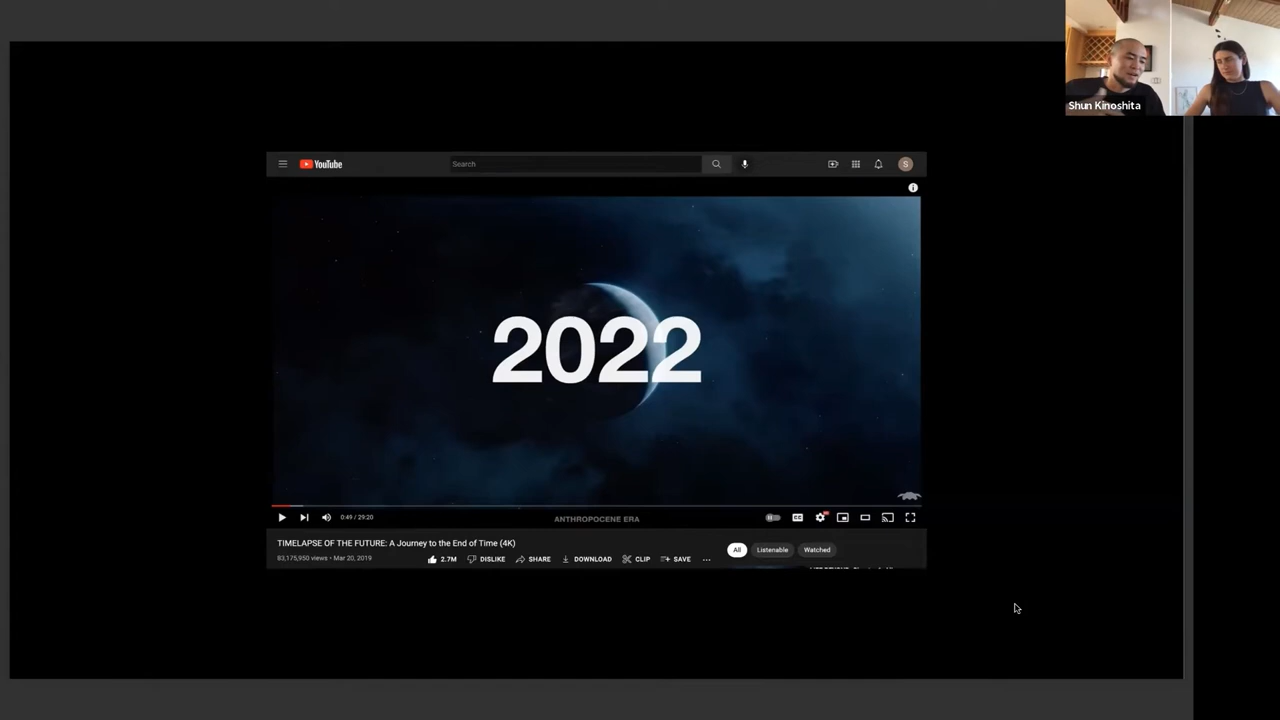 Shun Kinoshita
YouTube
Search
S
2022
0:49 / 29:20
ANTHROPOCENE ERA
CC
TIMELAPSE OF THE FUTURE: A Journey to the End of Time (4K)
83,175,950 views • Mar 20, 2019
2.7M
DISLIKE
SHARE
DOWNLOAD
CLIP
SAVE
...
All
Listenable
Watched